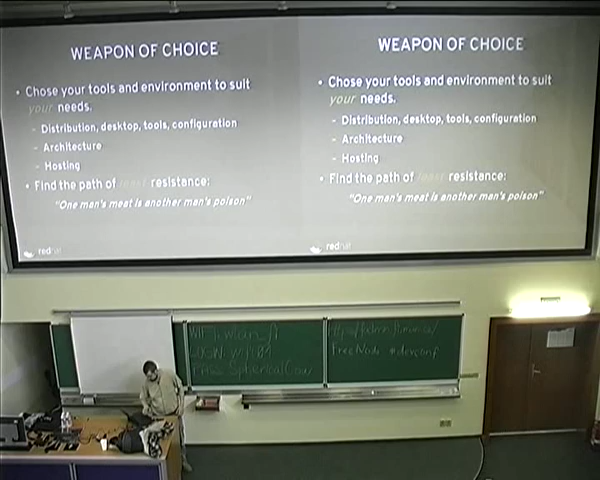 WEAPON OF CHOICE
• Chose your tools and environment to suit
your needs.
- Distribution, desktop, tools, configuration
- Architecture
- Hosting
• Find the path of least resistance:
"One man's meat is another man's poison"
redhat
WEAPON OF CHOICE
• Chose your tools and environment to suit
your needs.
- Distribution, desktop, tools, configuration
- Architecture
- Hosting
• Find the path of least resistance:
"One man's meat is another man's poison"
redhat
LOGIN:
SphericalCow
FreeNode #devconf